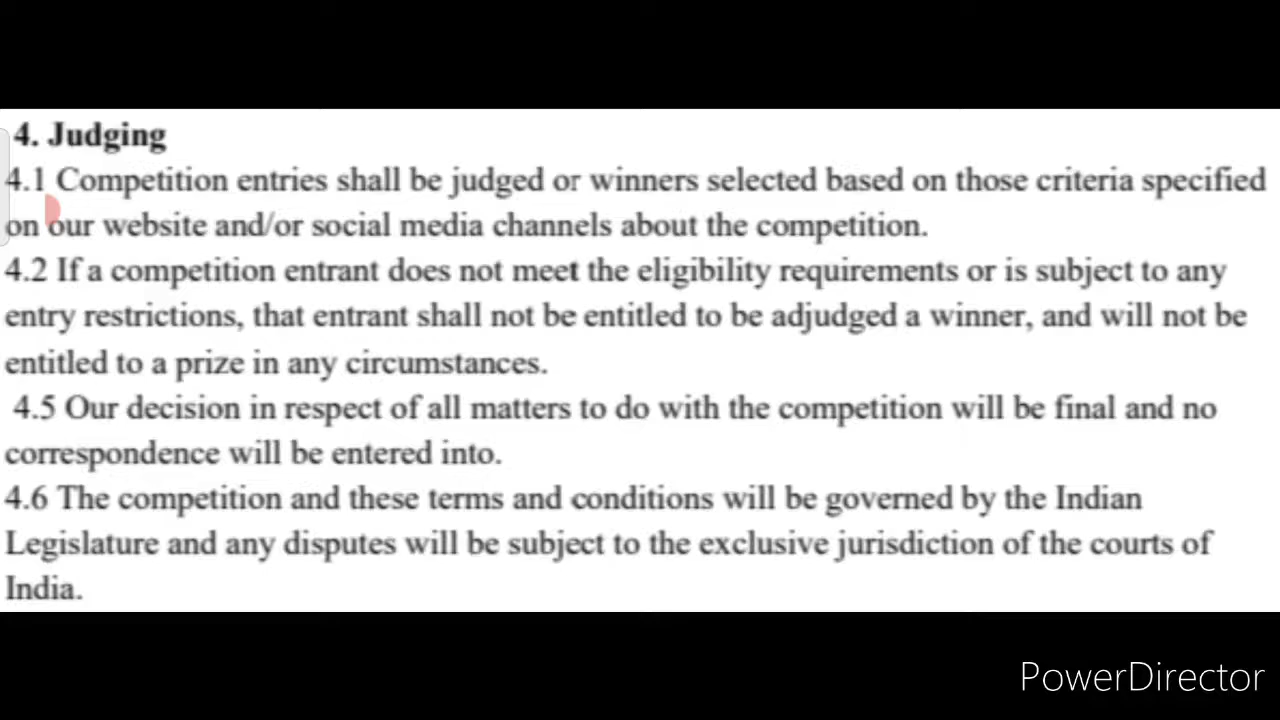 4. Judging
4.1 Competition entries shall be judged or winners selected based on those criteria specified
on our website and/or social media channels about the competition.
4.2 If a competition entrant does not meet the eligibility requirements or is subject to any
entry restrictions, that entrant shall not be entitled to be adjudged a winner, and will not be
entitled to a prize in any circumstances.
4.5 Our decision in respect of all matters to do with the competition will be final and no
correspondence will be entered into.
4.6 The competition and these terms and conditions will be governed by the Indian
Legislature and any disputes will be subject to the exclusive jurisdiction of the courts of
India.
PowerDirector